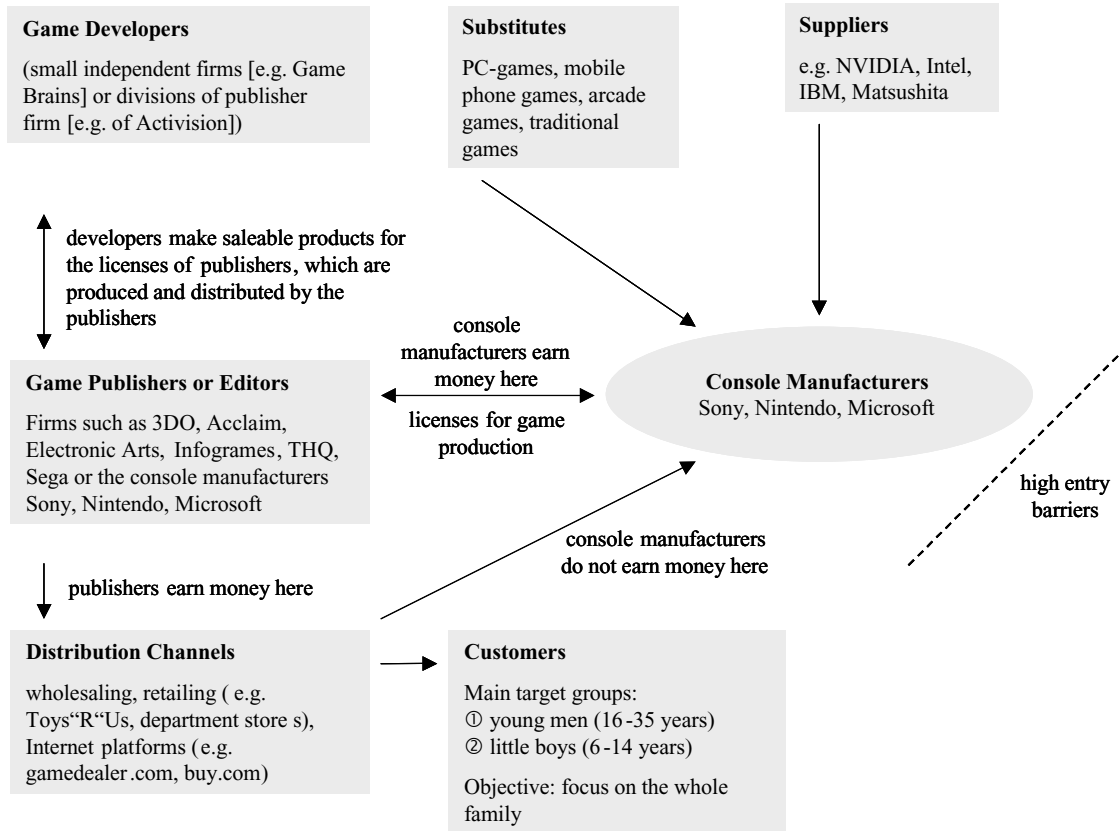 Game Developers
(small independent firms [e.g. Game
Brains] or divisions of publisher
firm [e.g. of Activision])
Substitutes
PC-games, mobile
phone games, arcade
games, traditional
games
Suppliers
e.g. NVIDIA, Intel,
IBM, Matsushita
developers make saleable products for
the licenses of publishers, which are
produced and distributed by the
publishers
console
manufacturers earn
money here
licenses for game
production
Game Publishers or Editors
Firms such as 3DO, Acclaim,
Electronic Arts, Infogrames, THQ,
Sega or the console manufacturers
Sony, Nintendo, Microsoft
Console Manufacturers
Sony, Nintendo, Microsoft
high entry
barriers
console manufacturers
do not earn money here
publishers earn money here
Distribution Channels
wholesaling, retailing ( e.g.
Toys“R“Us, department store s),
Internet platforms (e.g.
gamedealer.com, buy.com)
Customers
Main target groups:
① young men (16-35 years)
② little boys (6-14 years)
Objective: focus on the whole
family